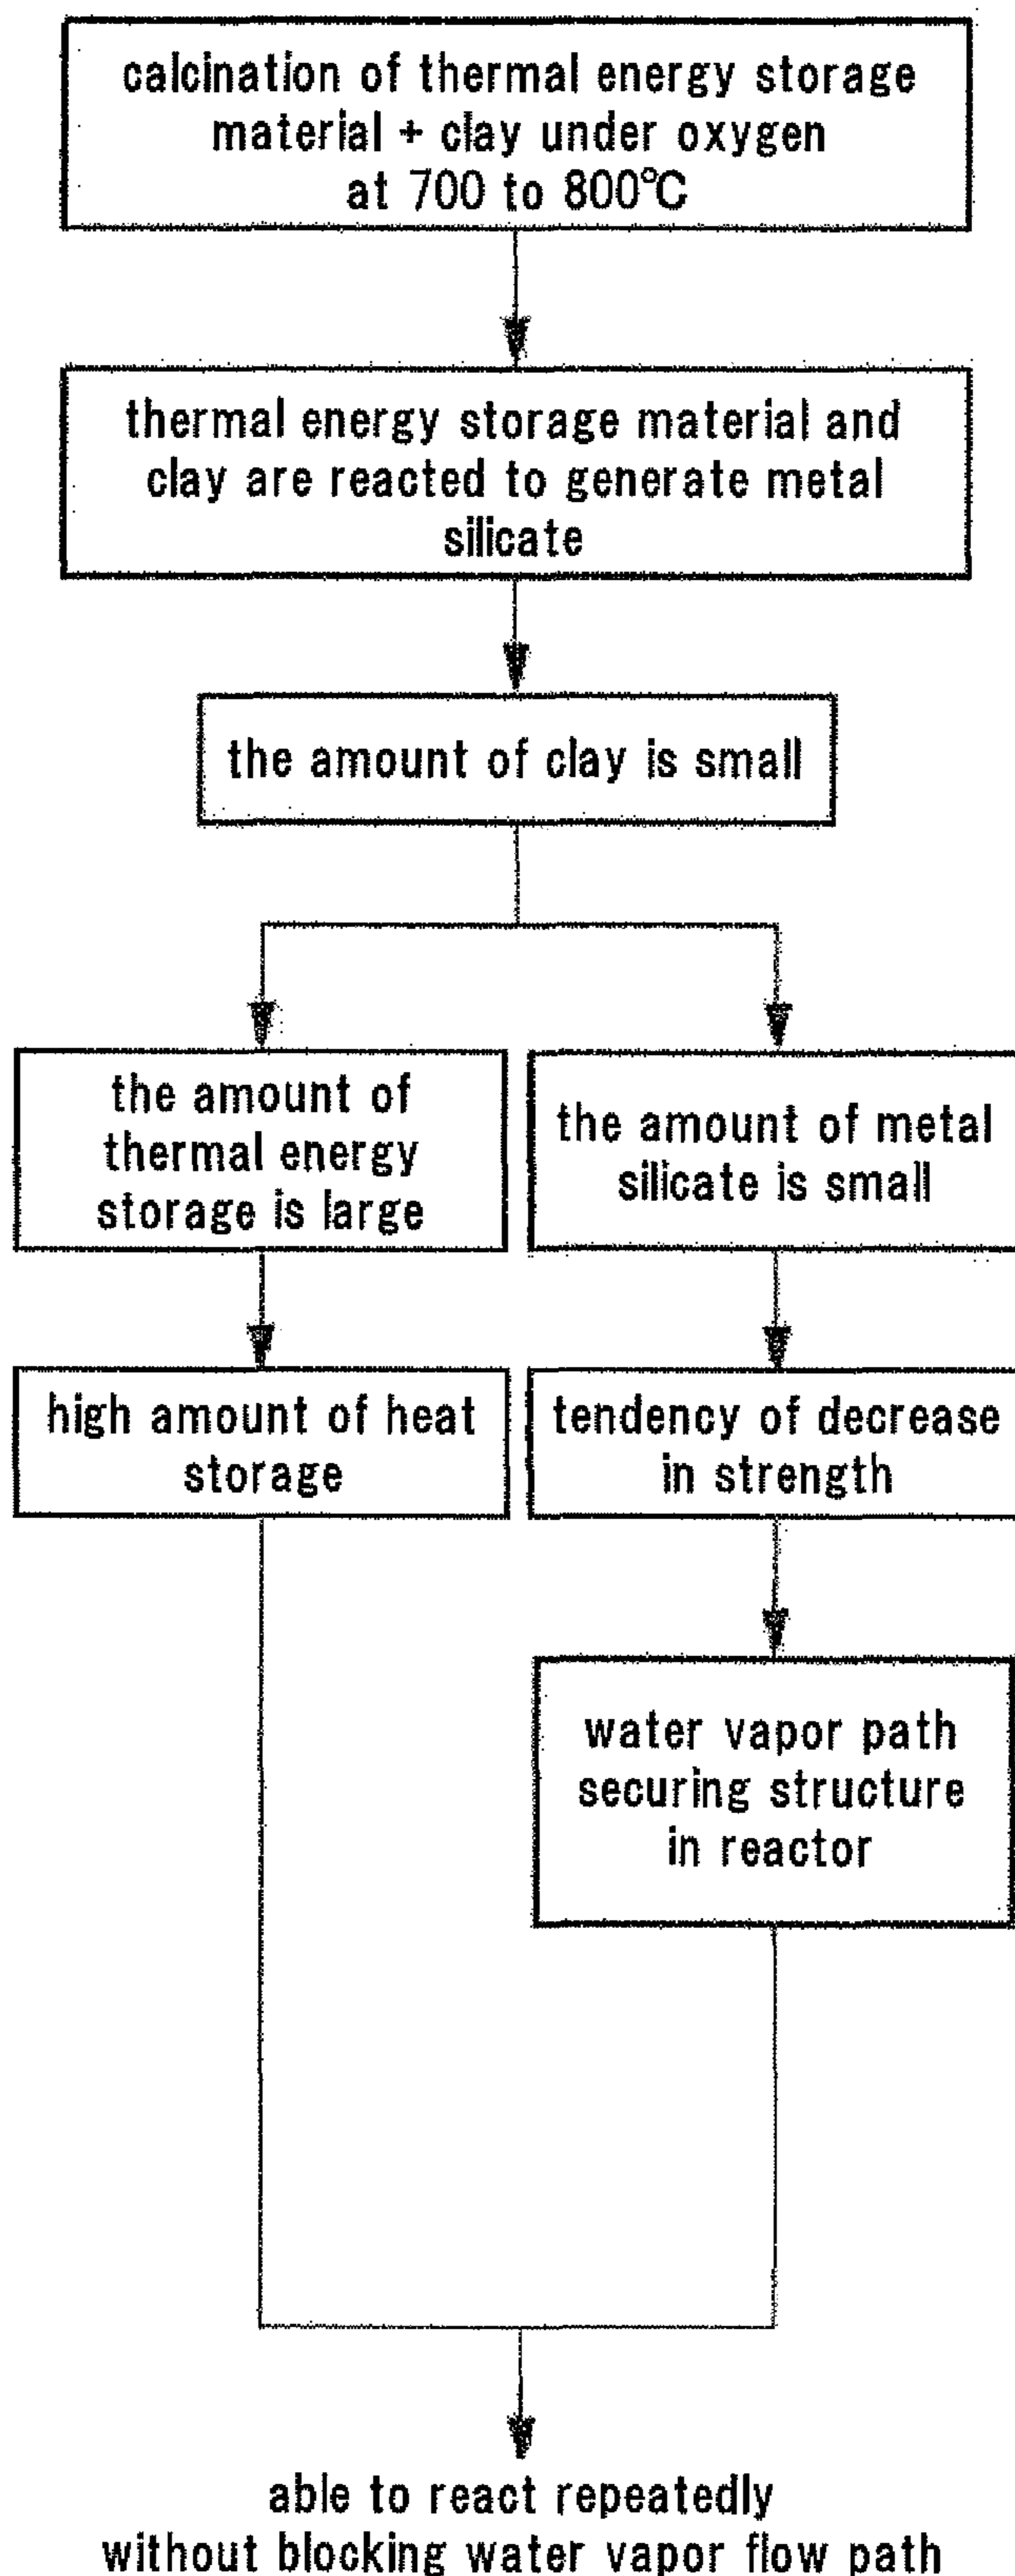 calcination of thermal energy storage
material + clay under oxygen
at 700 to 800℃
thermal energy storage material and
clay are reacted to generate metal
silicate
the amount of clay is small
the amount of
thermal energy
storage is large
the amount of metal
silicate is small
high amount of heat
storage
tendency of decrease
in strength
water vapor path
securing structure
in reactor
able to react repeatedly
without blocking water vapor flow path